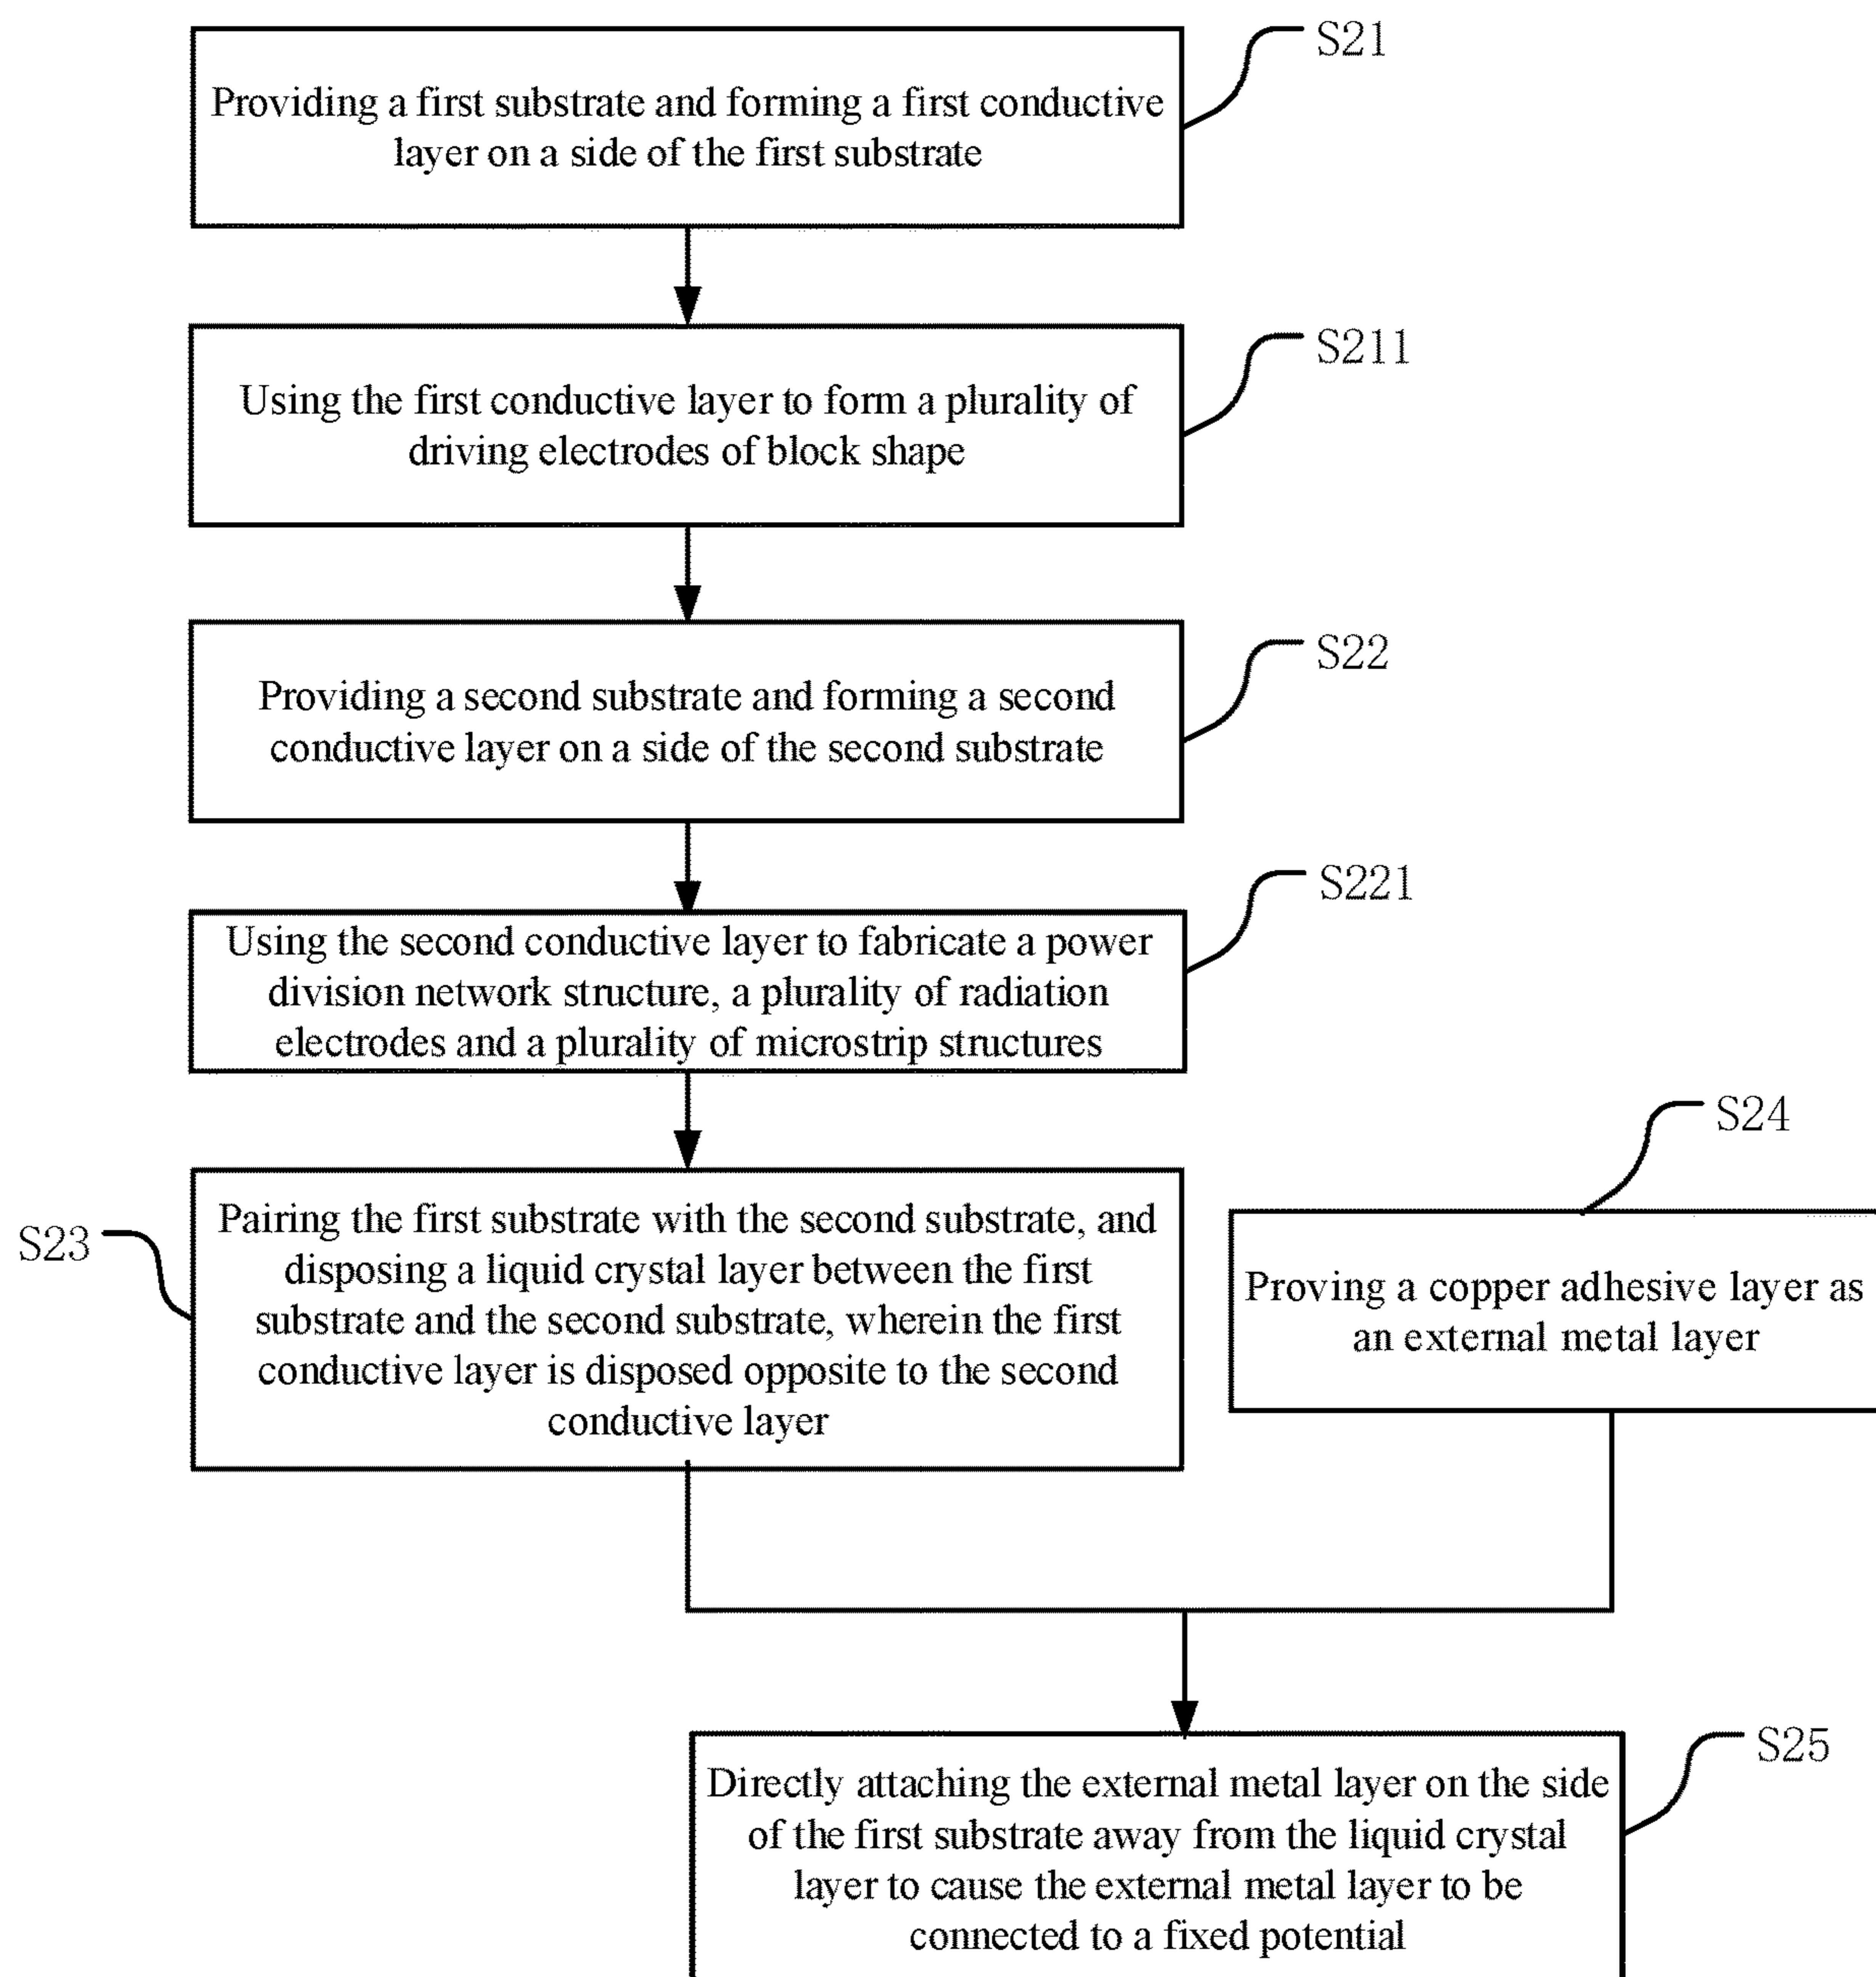 S21
Providing a first substrate and forming a first conductive
layer on a side of the first substrate
S211
Using the first conductive layer to form a plurality of
driving electrodes of block shape
S22
Providing a second substrate and forming a second
conductive layer on a side of the second substrate
S221
Using the second conductive layer to fabricate a power
division network structure, a plurality of radiation
electrodes and a plurality of microstrip structures
S23
Pairing the first substrate with the second substrate, and
disposing a liquid crystal layer between the first
substrate and the second substrate, wherein the first
conductive layer is disposed opposite to the second
conductive layer
S24
Proving a copper adhesive layer as
an external metal layer
S25
Directly attaching the external metal layer on the side
of the first substrate away from the liquid crystal
layer to cause the external metal layer to be
connected to a fixed potential